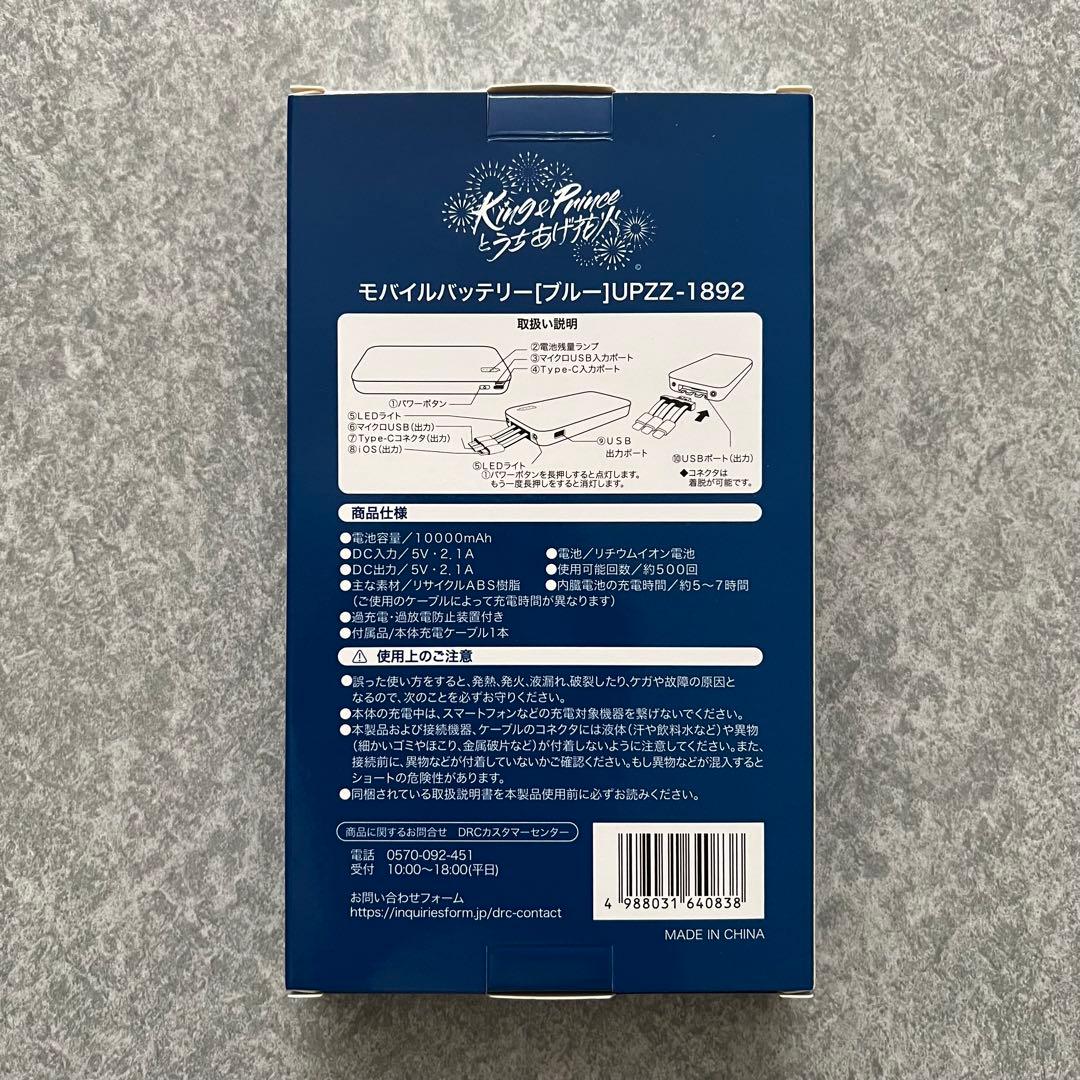 King & Prince
とうちあげ花火
©
モバイルバッテリー[ブルー]UPZZ-1892
取扱い説明
②電池残量ランプ
③マイクロUSB入力ポート
④Type-C入力ポート
①パワーボタン
⑤LEDライト
⑥マイクロUSB(出力)
⑦Type-Cコネクタ(出力)
⑧iOS(出力)
⑨USB
出力ポート
⑩USBポート(出力)
◆コネクタは
着脱が可能です。
⑤LEDライト
①パワーボタンを長押しすると点灯します。
もう一度長押しをすると消灯します。
商品仕様
●電池容量/10000mAh
●DC入力/5V・2.1A ●電池/リチウムイオン電池
●DC出力/5V・2.1A ●使用可能回数/約500回
●主な素材/リサイクルABS樹脂 ●内臓電池の充電時間/約5〜7時間
(ご使用のケーブルによって充電時間が異なります)
●過充電・過放電防止装置付き
●付属品/本体充電ケーブル1本
⚠ 使用上のご注意
●誤った使い方をすると、発熱、発火、液漏れ、破裂したり、ケガや故障の原因と
なるので、次のことを必ずお守りください。
●本体の充電中は、スマートフォンなどの充電対象機器を繋げないでください。
●本製品および接続機器、ケーブルのコネクタには液体(汗や飲料水など)や異物
(細かいゴミやほこり、金属破片など)が付着しないように注意してください。また、
接続前に、異物などが付着していないかご確認ください。もし異物などが混入すると
ショートの危険性があります。
●同梱されている取扱説明書を本製品使用前に必ずお読みください。
商品に関するお問合せ DRCカスタマーセンター
電話 0570-092-451
受付 10:00〜18:00(平日)
お問い合わせフォーム
https://inquiriesform.jp/drc-contact
4 988031 640838
MADE IN CHINA